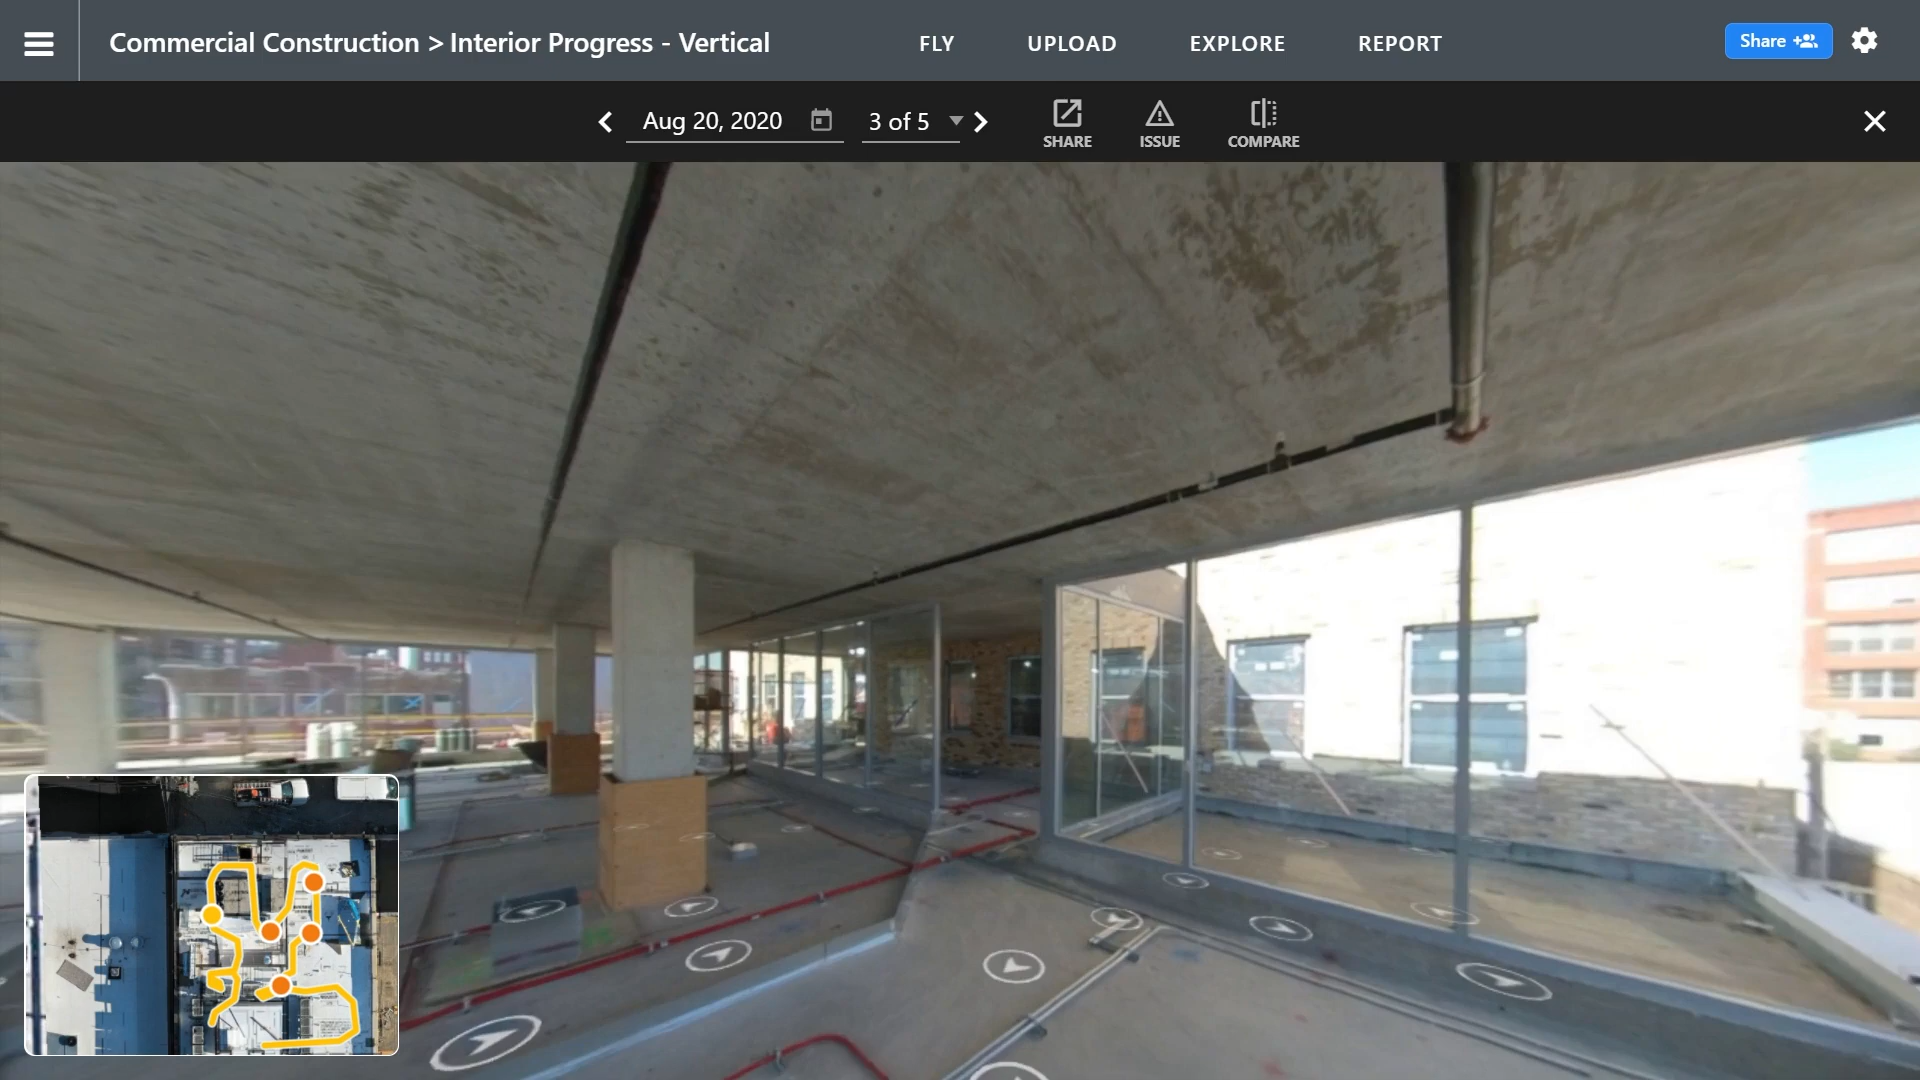 Commercial Construction > Interior Progress - Vertical
FLY
UPLOAD
EXPLORE
REPORT
Share
Aug 20, 2020
3 of 5
SHARE
ISSUE
COMPARE